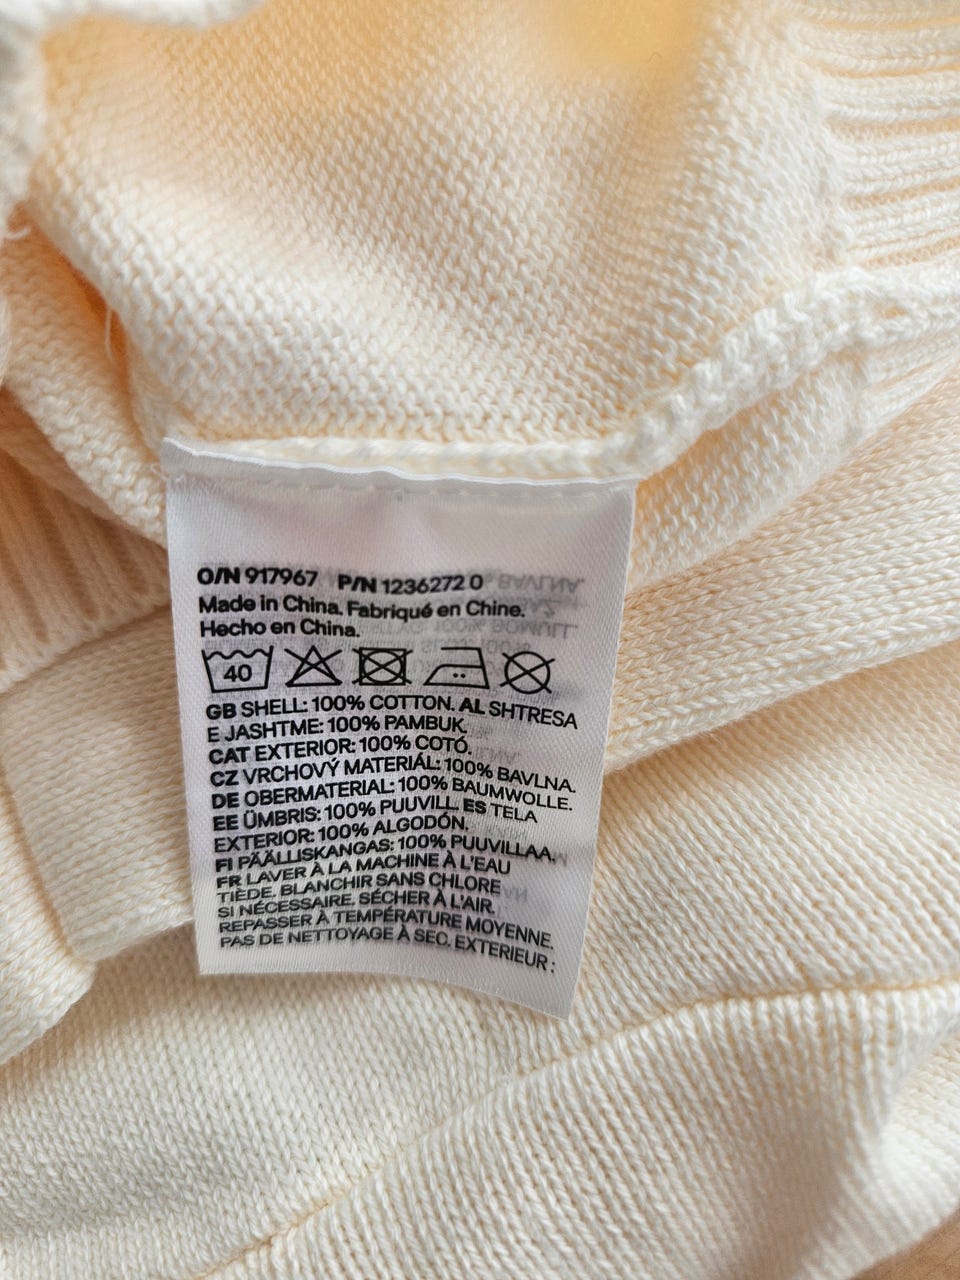 O/N 917967 P/N 1236272 0
Made in China. Fabriqué en Chine.
Hecho en China.
40
GB SHELL: 100% COTTON. AL SHTRESA
E JASHTME: 100% PAMBUK.
CAT EXTERIOR: 100% COTÓ.
CZ VRCHOVÝ MATERIÁL: 100% BAVLNA.
DE OBERMATERIAL: 100% BAUMWOLLE.
EE ÜMBRIS: 100% PUUVILL. ES TELA
EXTERIOR: 100% ALGODÓN.
FI PÄÄLLISKANGAS: 100% PUUVILLAA.
FR LAVER À LA MACHINE À L'EAU
TIÈDE. BLANCHIR SANS CHLORE
SI NÉCESSAIRE. SÉCHER À L'AIR.
REPASSER À TEMPÉRATURE MOYENNE.
PAS DE NETTOYAGE À SEC. EXTERIEUR :